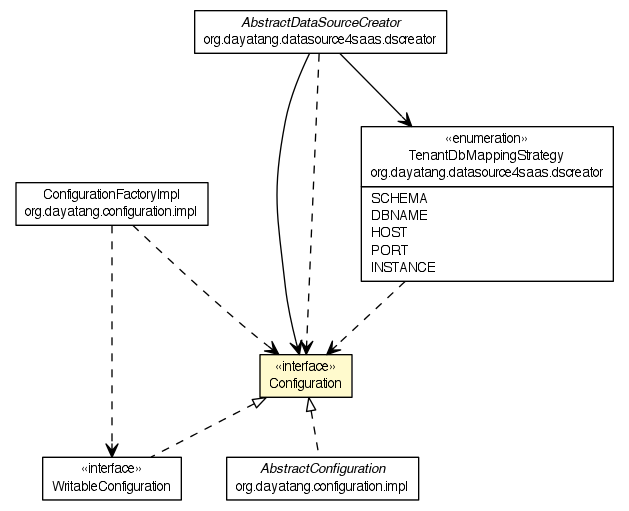 AbstractDataSourceCreator
org.dayatang.datasource4saas.dscreator
«enumeration»
TenantDbMappingStrategy
org.dayatang.datasource4saas.dscreator
SCHEMA
DBNAME
HOST
PORT
INSTANCE
ConfigurationFactoryImpl
org.dayatang.configuration.impl
«interface»
Configuration
«interface»
WritableConfiguration
AbstractConfiguration
org.dayatang.configuration.impl